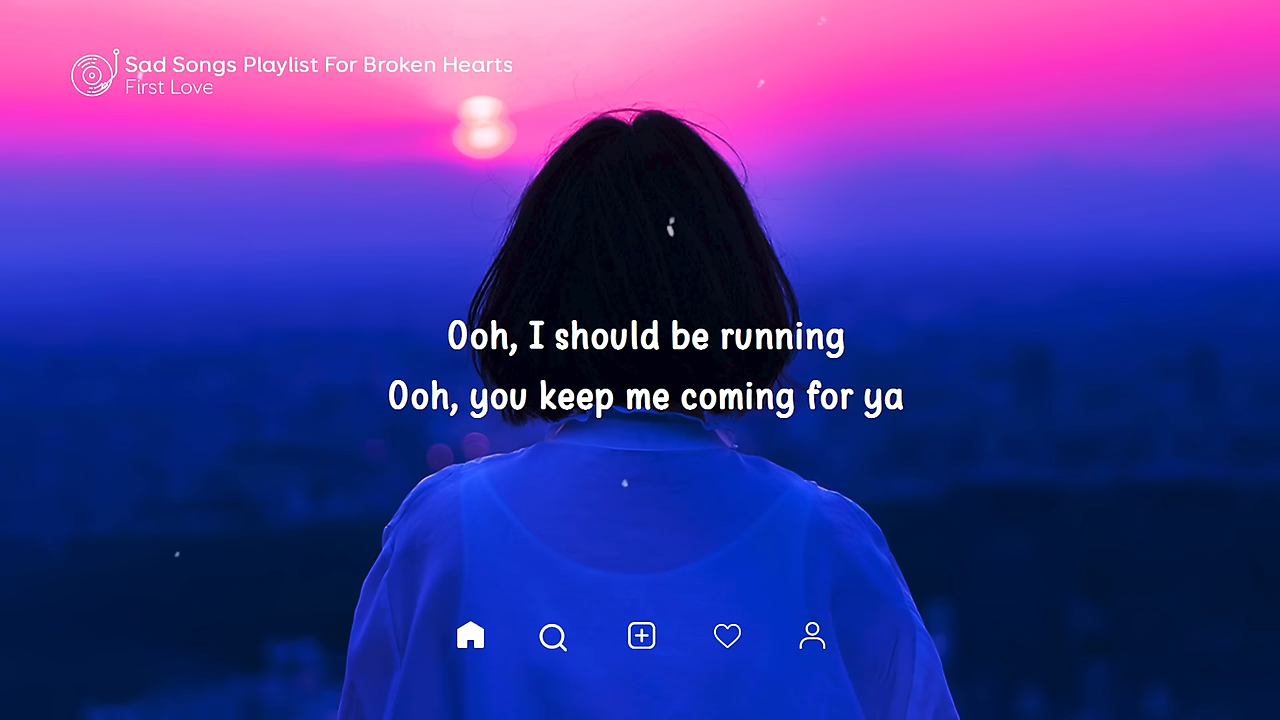 Sad Songs Playlist For Broken Hearts
First Love
Ooh, I should be running
Ooh, you keep me coming for ya